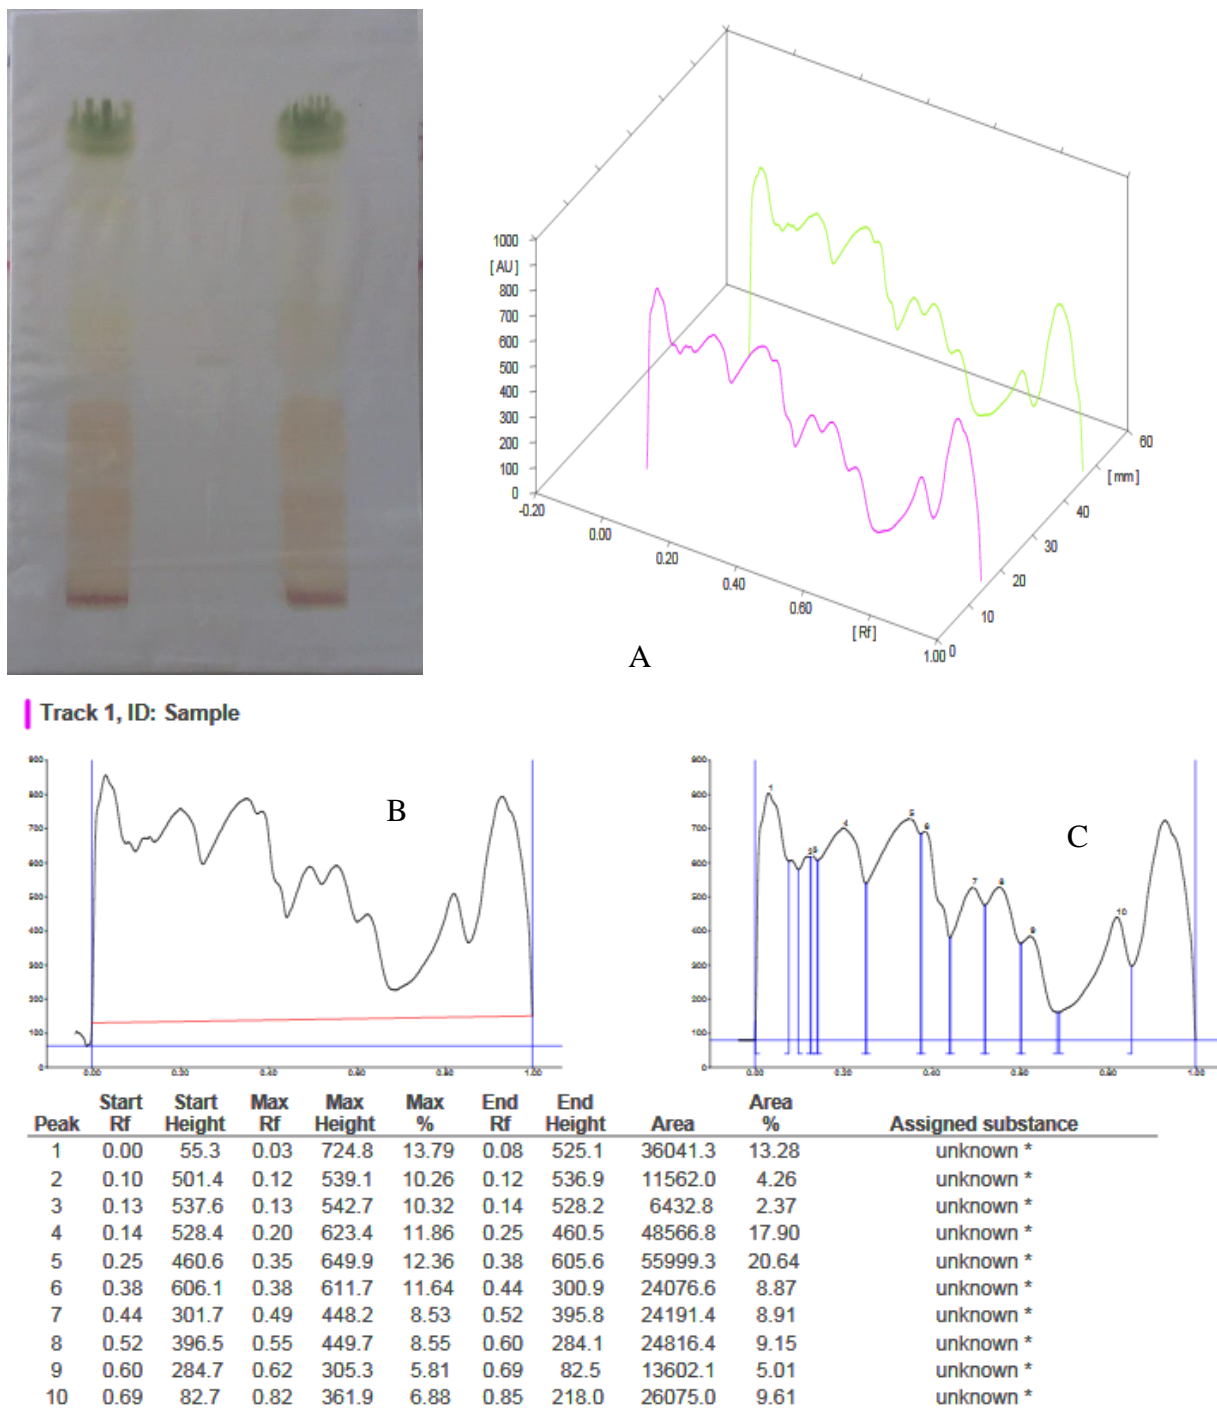 1000
[ AU ]
800
700
600
500
400
300
200
100
0
-0.20
0.00
0.20
0.40
0.60
[ Rf ]
1.00
0
10
20
30
40
[ mm ]
60
A
Track 1, ID: Sample
B
C
1
4
5
6
7
8
9
10
Peak Start Rf Start Height Max Rf Max Height Max % End Rf End Height Area Area % Assigned substance
1 0.00 55.3 0.03 724.8 13.79 0.08 525.1 36041.3 13.28 unknown *
2 0.10 501.4 0.12 539.1 10.26 0.12 536.9 11562.0 4.26 unknown *
3 0.13 537.6 0.13 542.7 10.32 0.14 528.2 6432.8 2.37 unknown *
4 0.14 528.4 0.20 623.4 11.86 0.25 460.5 48566.8 17.90 unknown *
5 0.25 460.6 0.35 649.9 12.36 0.38 605.6 55999.3 20.64 unknown *
6 0.38 606.1 0.38 611.7 11.64 0.44 300.9 24076.6 8.87 unknown *
7 0.44 301.7 0.49 448.2 8.53 0.52 395.8 24191.4 8.91 unknown *
8 0.52 396.5 0.55 449.7 8.55 0.60 284.1 24816.4 9.15 unknown *
9 0.60 284.7 0.62 305.3 5.81 0.69 82.5 13602.1 5.01 unknown *
10 0.69 82.7 0.82 361.9 6.88 0.85 218.0 26075.0 9.61 unknown *